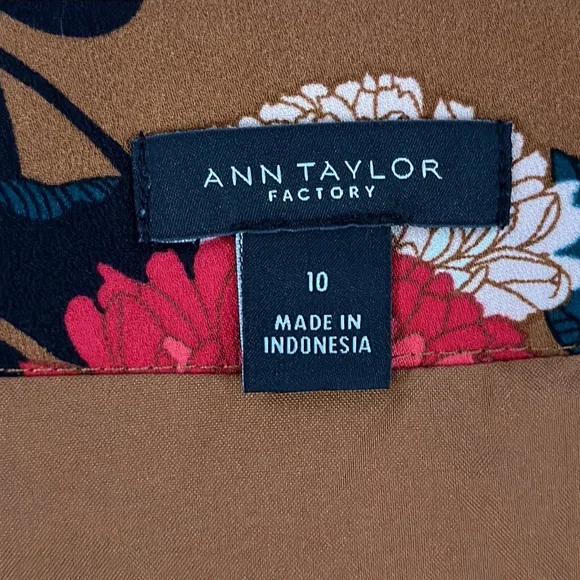 ANN TAYLOR
FACTORY
10
MADE IN
INDONESIA